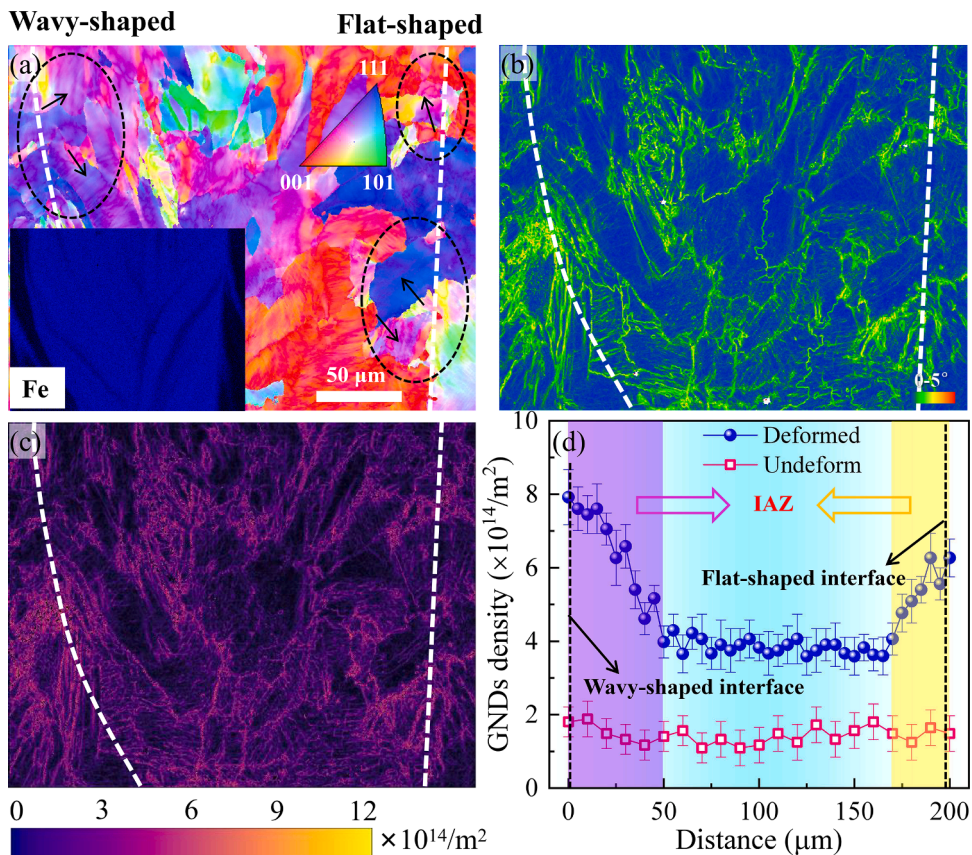 Wavy-shaped
Flat-shaped
(a)
111
001
101
Fe
50 μm
(b)
0-5°
(c)
0 3 6 9 12
×10¹⁴/m²
(d)
Deformed
Undeform
IAZ
Flat-shaped interface
Wavy-shaped interface
GNDs density (×10¹⁴/m²)
10
8
6
4
2
0
0 50 100 150 200
Distance (μm)